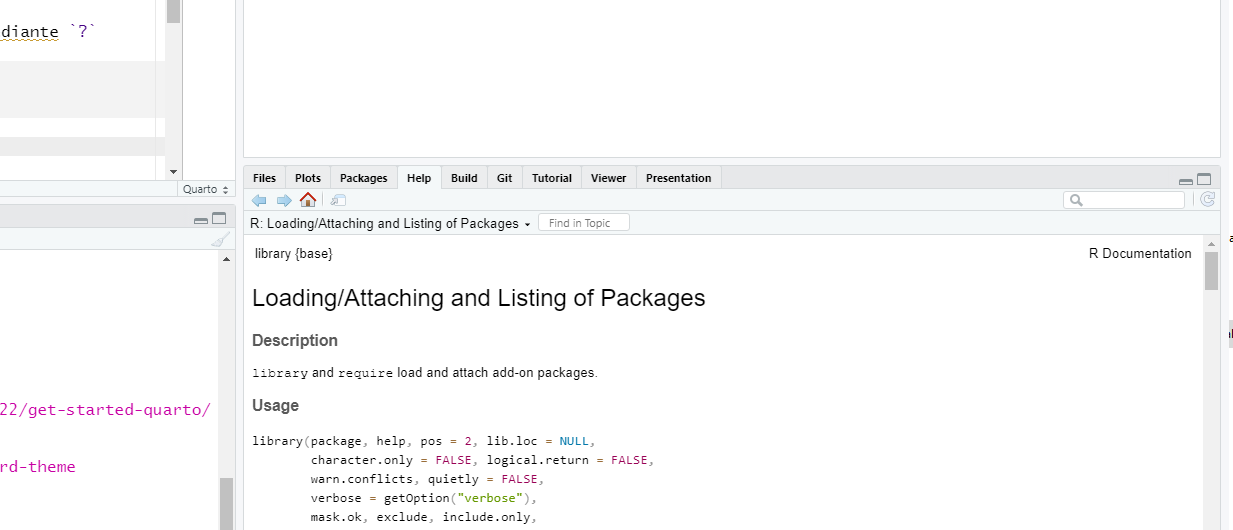 diante `?`
Quarto
22/get-started-quarto/
rd-theme
Files Plots Packages Help Build Git Tutorial Viewer Presentation
R: Loading/Attaching and Listing of Packages Find in Topic
library {base} R Documentation
Loading/Attaching and Listing of Packages
Description
library and require load and attach add-on packages.
Usage
library(package, help, pos = 2, lib.loc = NULL,
character.only = FALSE, logical.return = FALSE,
warn.conflicts, quietly = FALSE,
verbose = getOption("verbose"),
mask.ok, exclude, include.only,